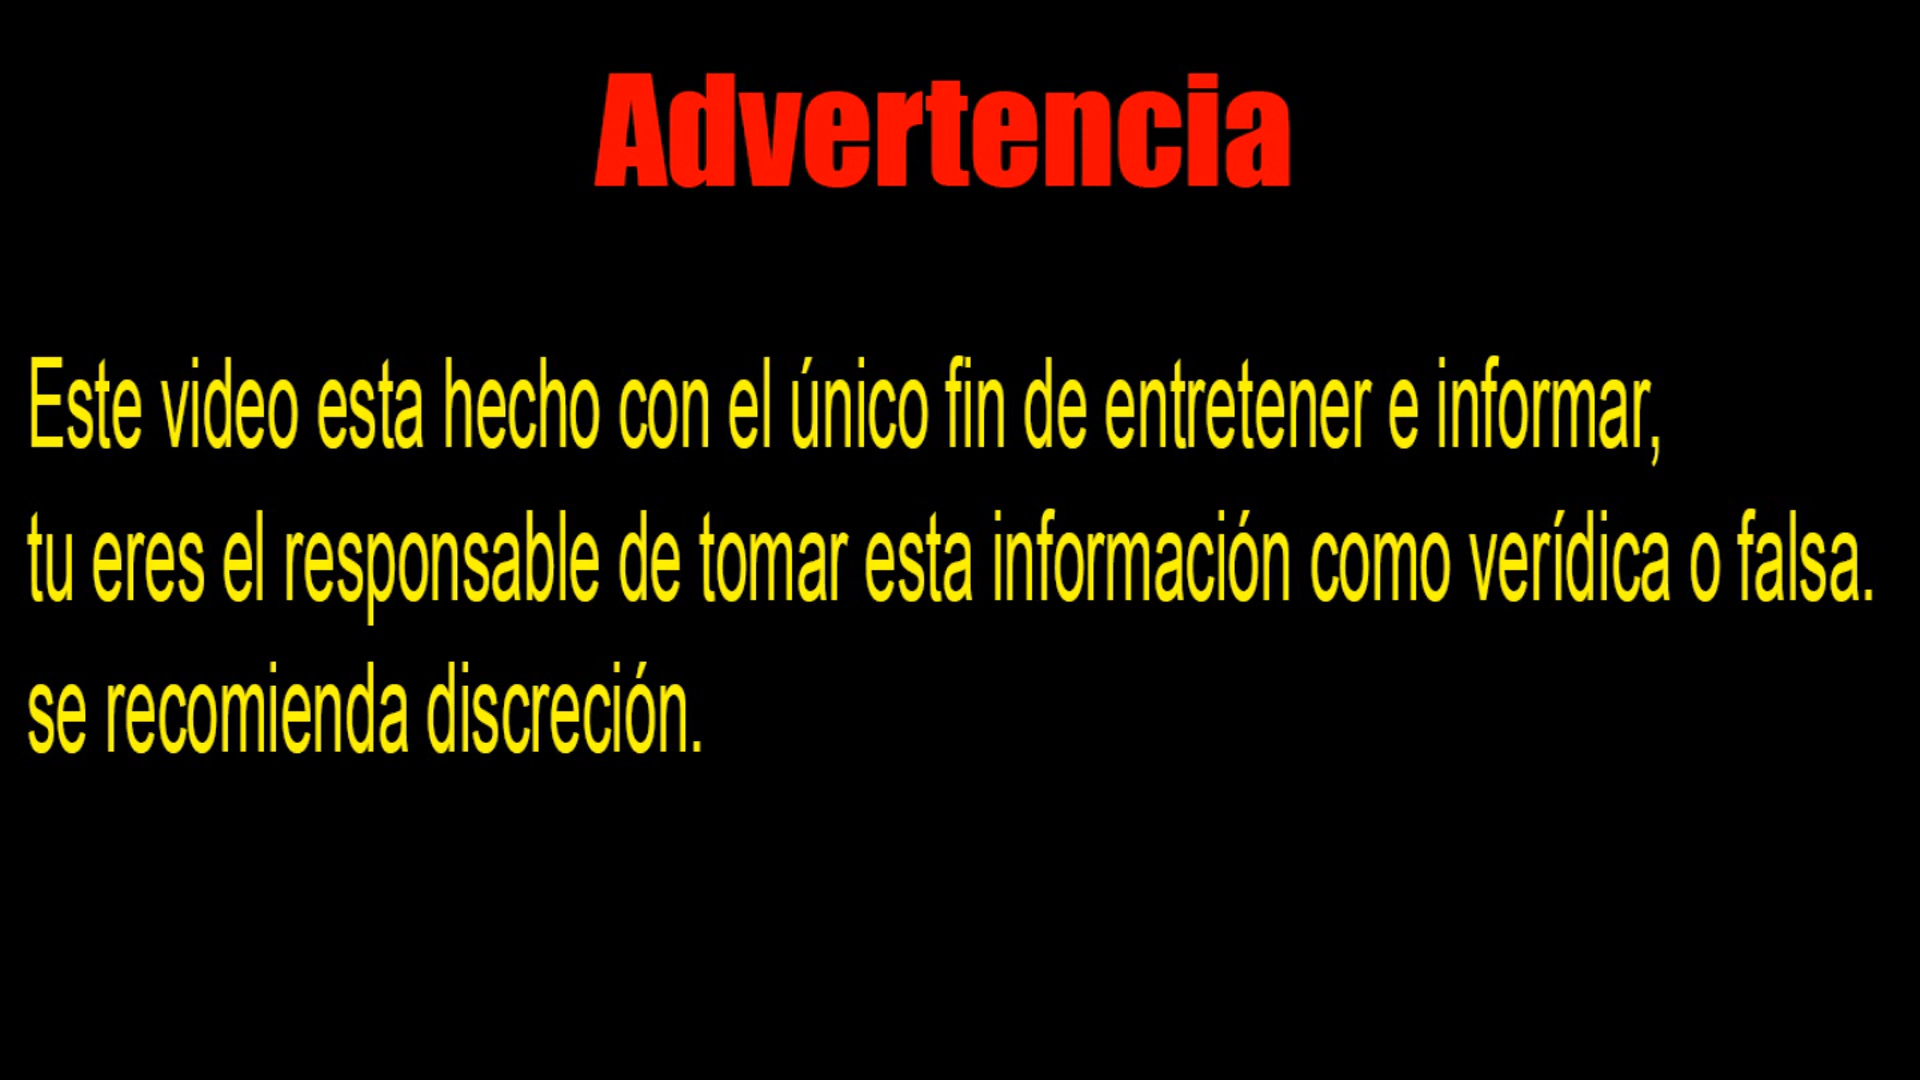 Advertencia
Este video esta hecho con el único fin de entretener e informar,
tu eres el responsable de tomar esta información como verídica o falsa.
se recomienda discreción.